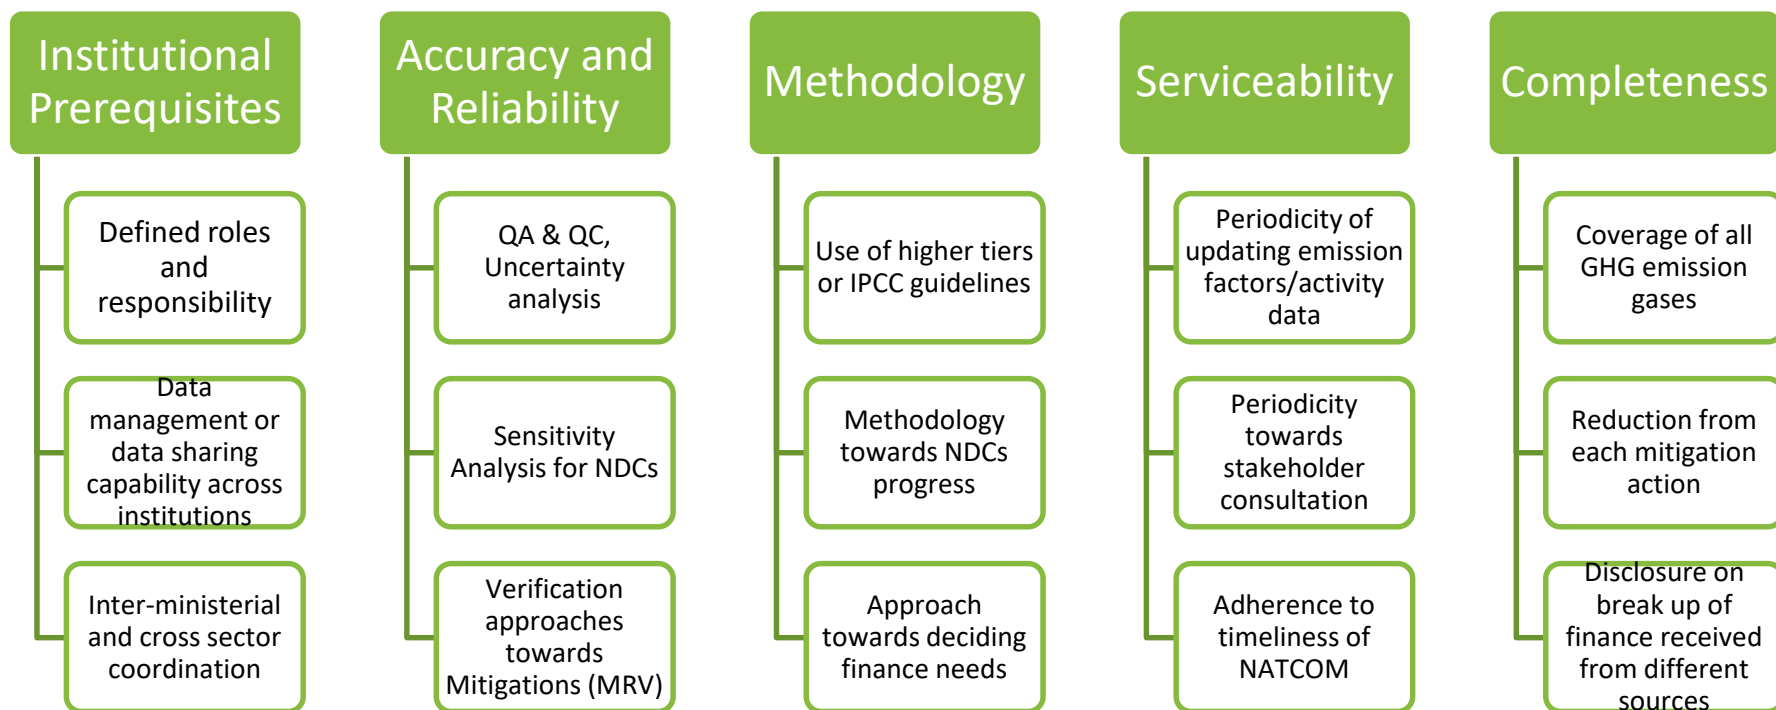 Institutional
Prerequisites
Defined roles
and
responsibility
Data
management or
data sharing
capability across
institutions
Inter-ministerial
and cross sector
coordination
Accuracy and
Reliability
QA & QC,
Uncertainty
analysis
Sensitivity
Analysis for NDCs
Verification
approaches
towards
Mitigations (MRV)
Methodology
Use of higher tiers
or IPCC guidelines
Methodology
towards NDCs
progress
Approach
towards deciding
finance needs
Serviceability
Periodicity of
updating emission
factors/activity
data
Periodicity
towards
stakeholder
consultation
Adherence to
timeliness of
NATCOM
Completeness
Coverage of all
GHG emission
gases
Reduction from
each mitigation
action
Disclosure on
break up of
finance received
from different
sources